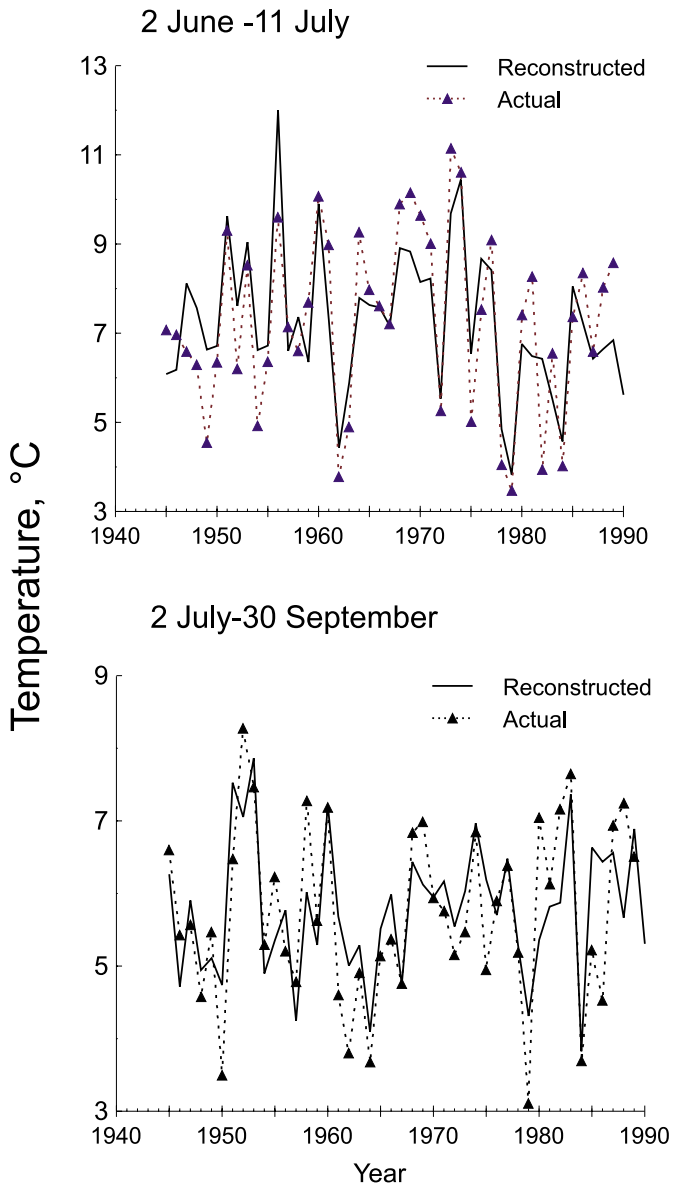 2 June -11 July
Reconstructed
Actual
13
11
9
7
5
3
1940 1950 1960 1970 1980 1990
Temperature, °C
2 July-30 September
Reconstructed
Actual
9
7
5
3
1940 1950 1960 1970 1980 1990
Year